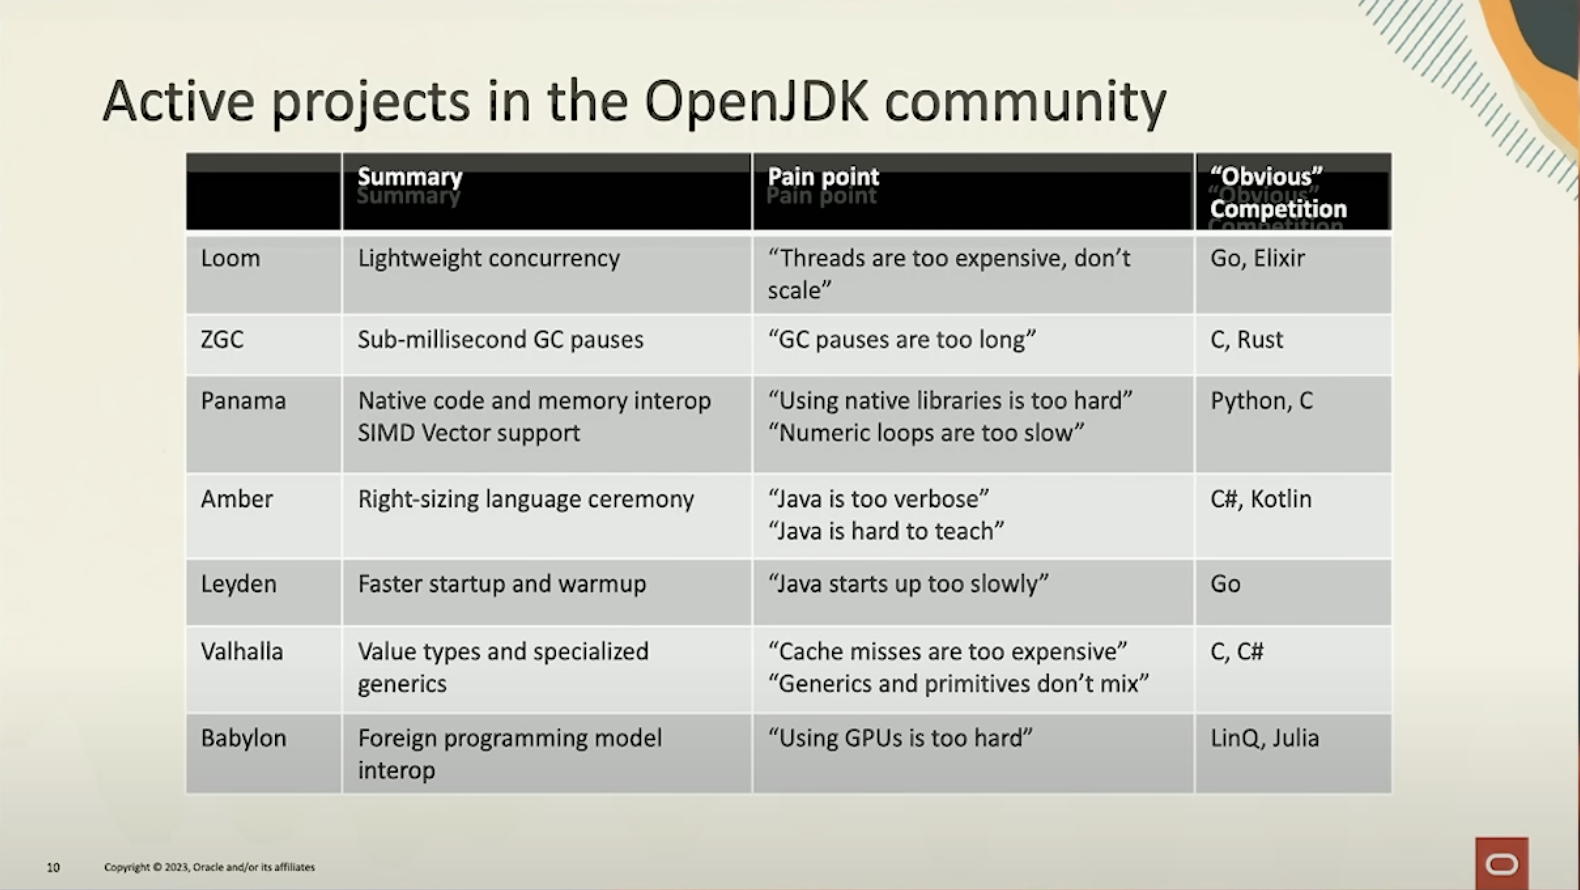 Active projects in the OpenJDK community
Summary
Pain point
“Obvious”
Competition
Loom
Lightweight concurrency
“Threads are too expensive, don’t
scale”
Go, Elixir
ZGC
Sub-millisecond GC pauses
“GC pauses are too long”
C, Rust
Panama
Native code and memory interop
SIMD Vector support
“Using native libraries is too hard”
“Numeric loops are too slow”
Python, C
Amber
Right-sizing language ceremony
“Java is too verbose”
“Java is hard to teach”
C#, Kotlin
Leyden
Faster startup and warmup
“Java starts up too slowly”
Go
Valhalla
Value types and specialized
generics
“Cache misses are too expensive”
“Generics and primitives don’t mix”
C, C#
Babylon
Foreign programming model
interop
“Using GPUs is too hard”
LinQ, Julia
10
Copyright © 2023, Oracle and/or its affiliates